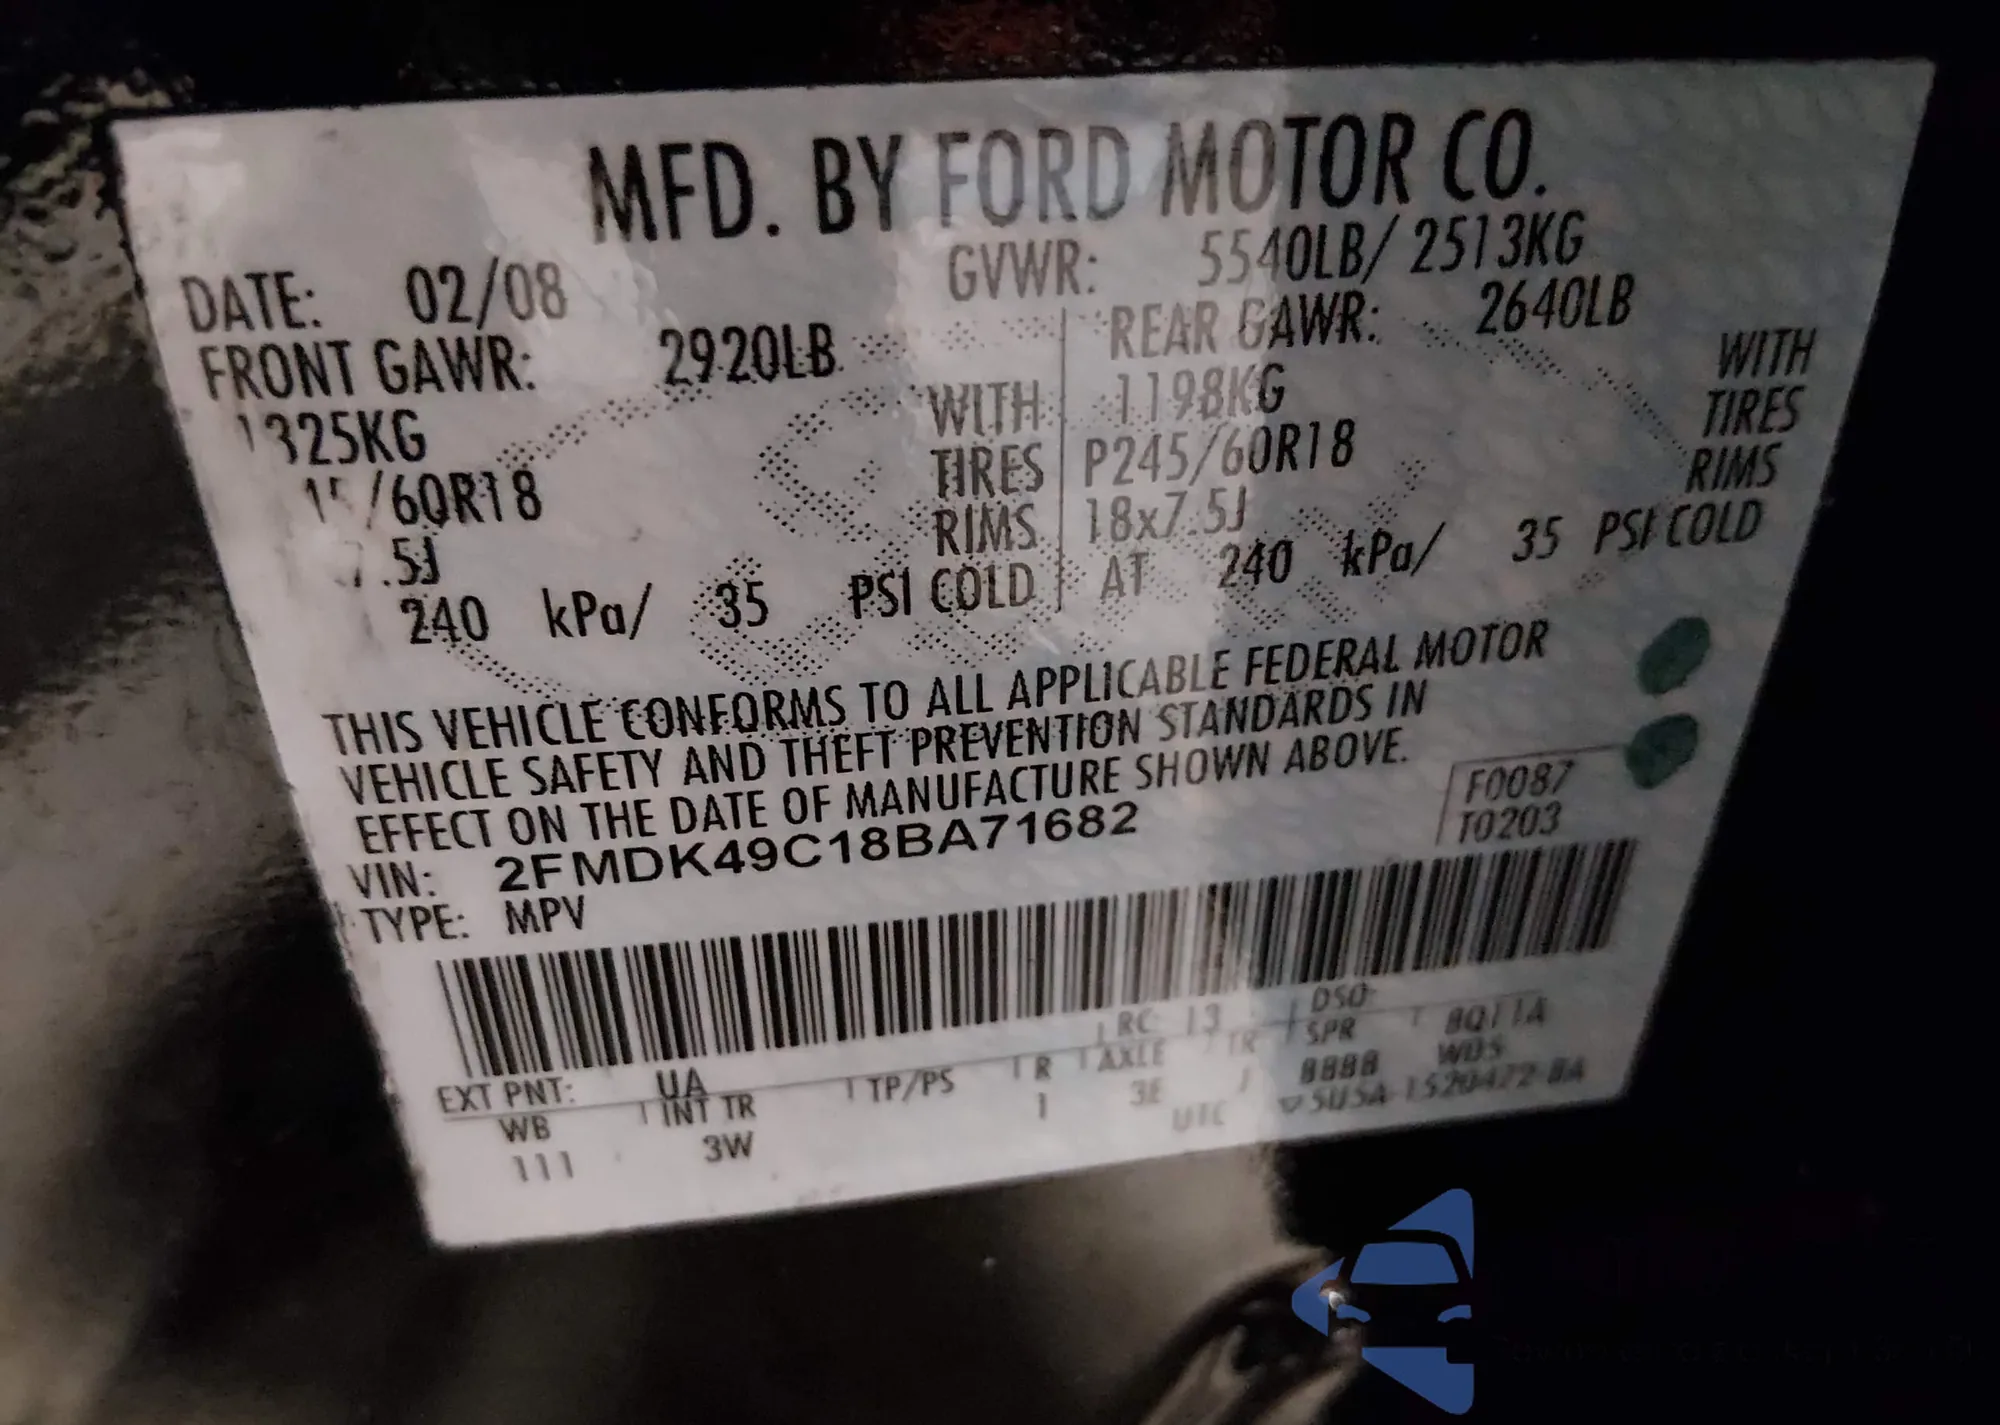 MFD. BY FORD MOTOR CO.
DATE: 02/08 GVWR: 5540LB/ 2513KG
FRONT GAWR: 2920LB REAR GAWR: 2640LB
1325KG WITH 1198KG WITH
/60R18 TIRES P245/60R18 TIRES
.5J RIMS 18x7.5J RIMS
240 kPa/ 35 PSI COLD AT 240 kPa/ 35 PSI COLD
THIS VEHICLE CONFORMS TO ALL APPLICABLE FEDERAL MOTOR
VEHICLE SAFETY AND THEFT PREVENTION STANDARDS IN
EFFECT ON THE DATE OF MANUFACTURE SHOWN ABOVE.
F0087
T0203
VIN: 2FMDK49C18BA71682
TYPE: MPV
EXT PNT: UA RC: 13 DSO:
WB INT TR TP/PS R AXLE TR SPR
111 3W 1 3E J 8888
UTC